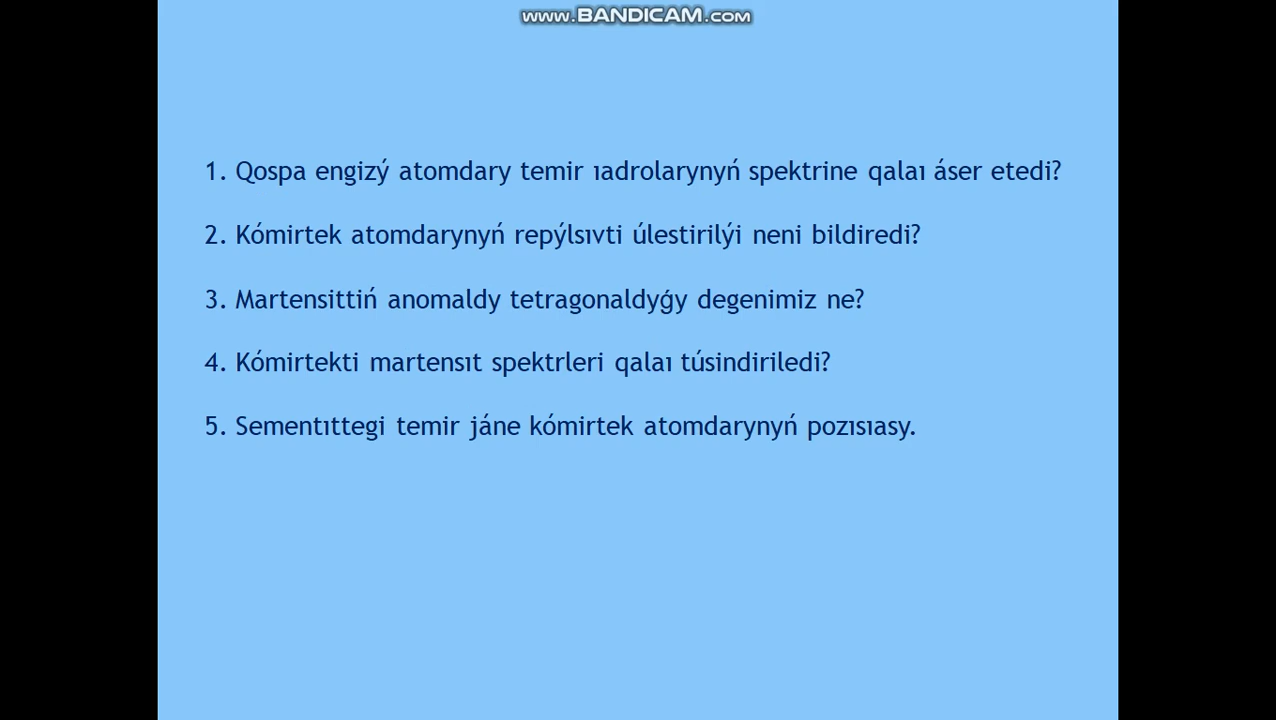 www.BANDICAM.com
1. Qospa engizý atomdary temir ıadrolarynyń spektrine qalaı áser etedi?
2. Kómirtek atomdarynyń repýlsıvti úlestirilýi neni bildiredi?
3. Martensittiń anomaldy tetragonaldyǵy degenimiz ne?
4. Kómirtekti martensıt spektrleri qalaı túsindiriledi?
5. Sementıttegi temir jáne kómirtek atomdarynyń pozısıasy.